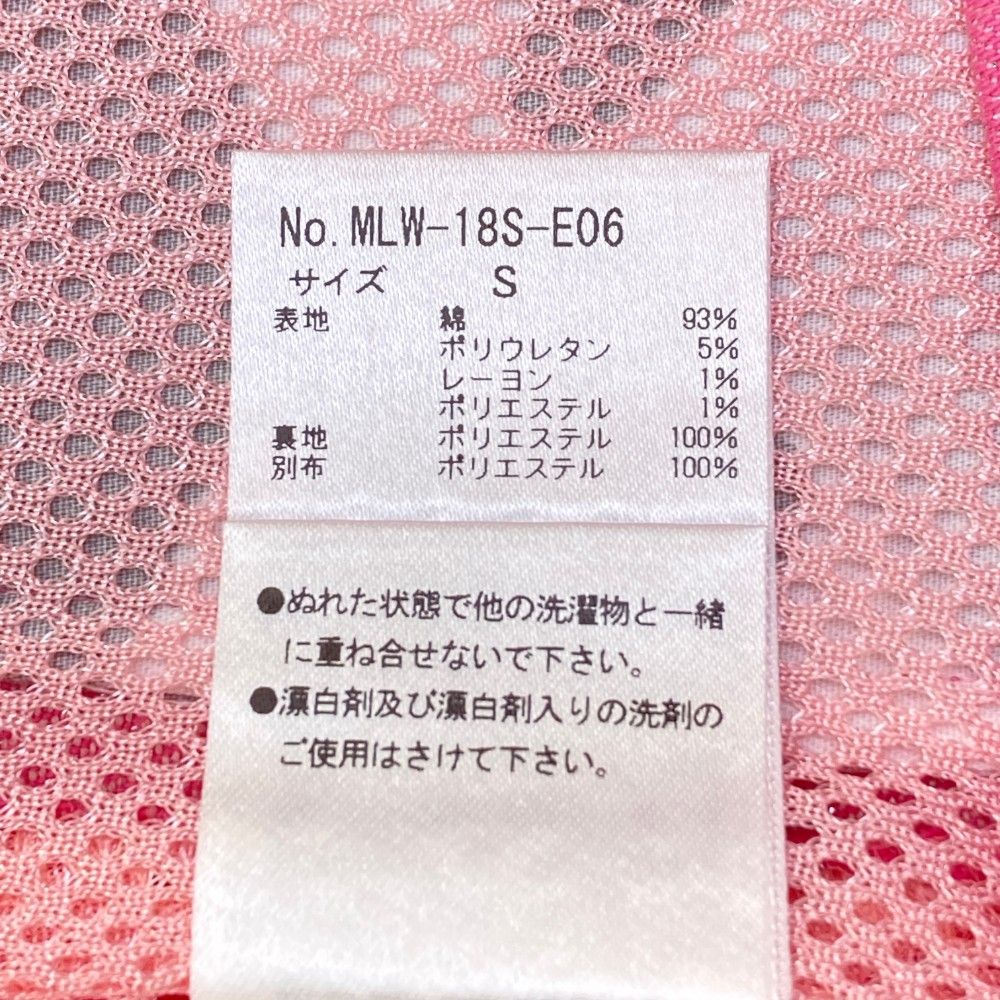 No. MLW-18S-E06
サイズ S
表地 綿 93%
ポリウレタン 5%
レーヨン 1%
ポリエステル 1%
裏地 ポリエステル 100%
別布 ポリエステル 100%
●ぬれた状態で他の洗濯物と一緒
に重ね合せないで下さい。
●漂白剤及び漂白剤入りの洗剤の
ご使用はさけて下さい。